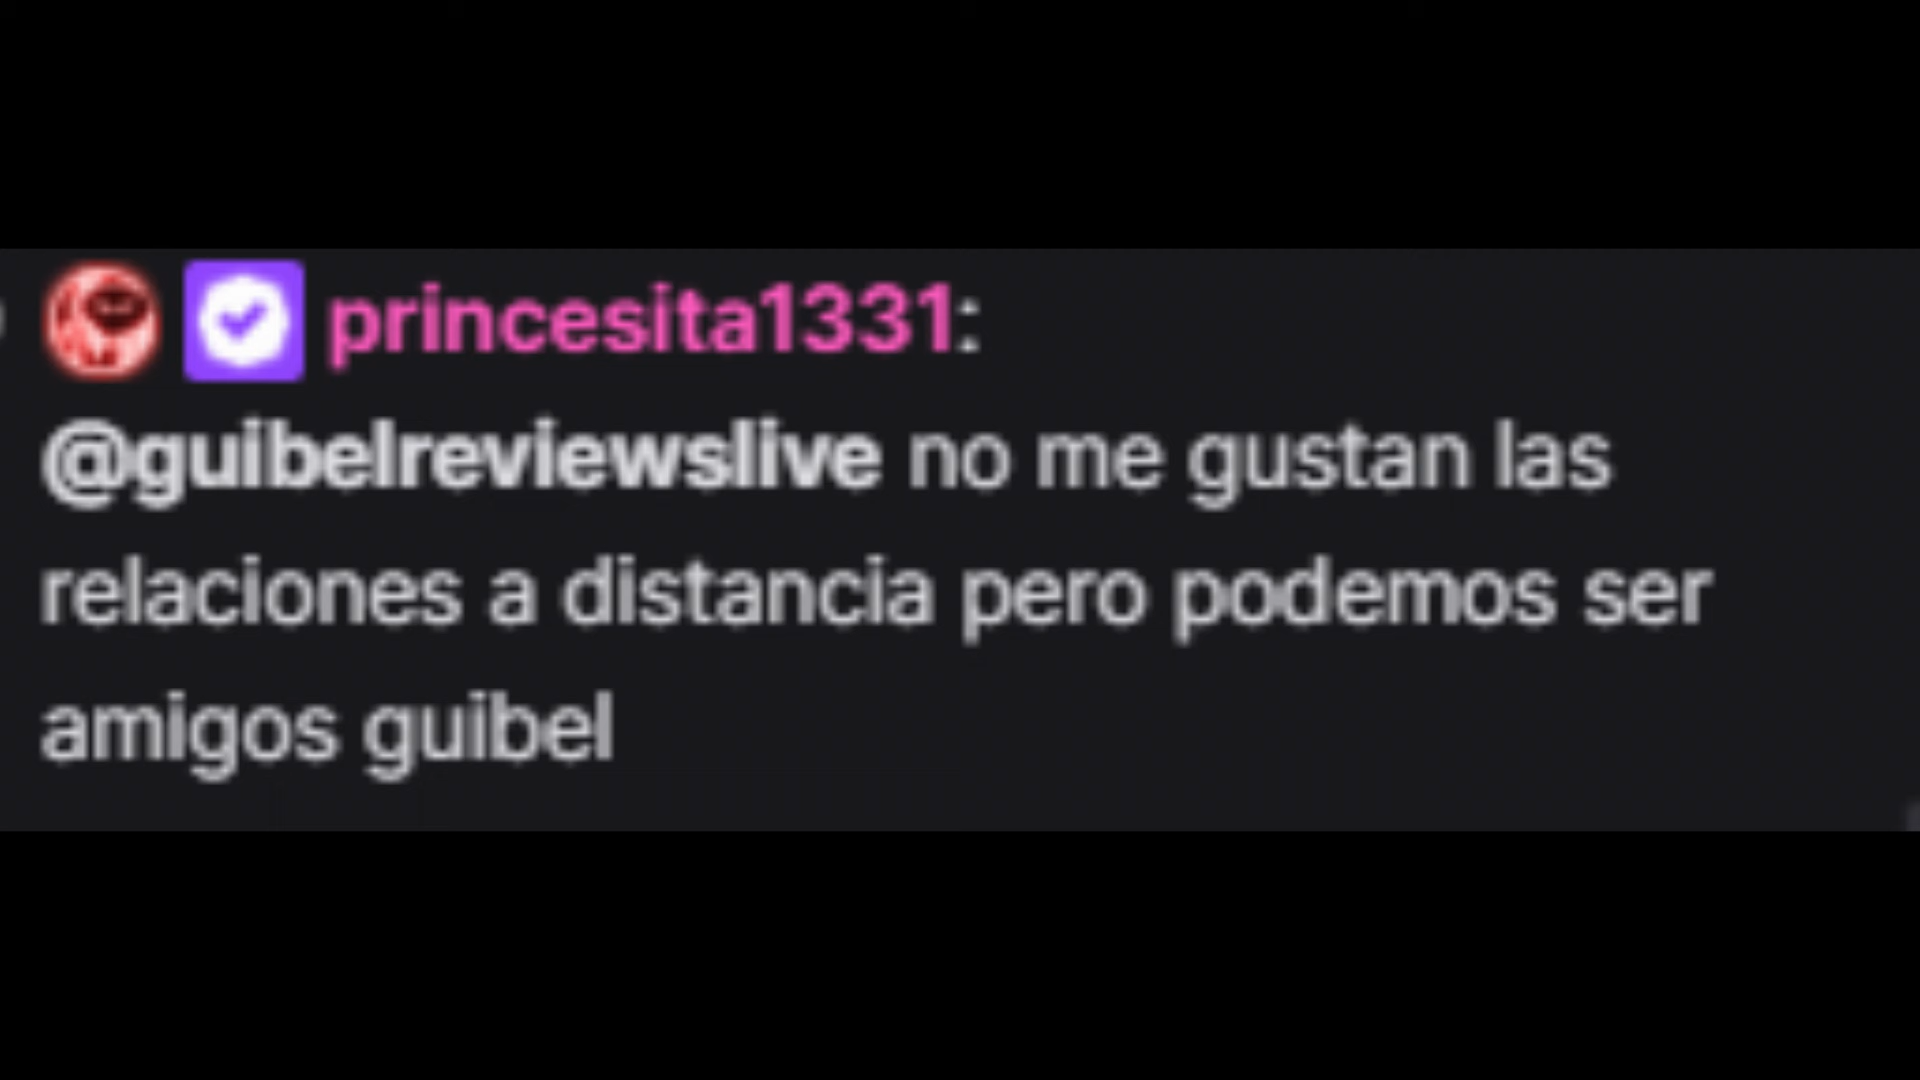 princesita1331:
@guibelreviewslive no me gustan las
relaciones a distancia pero podemos ser
amigos guibel